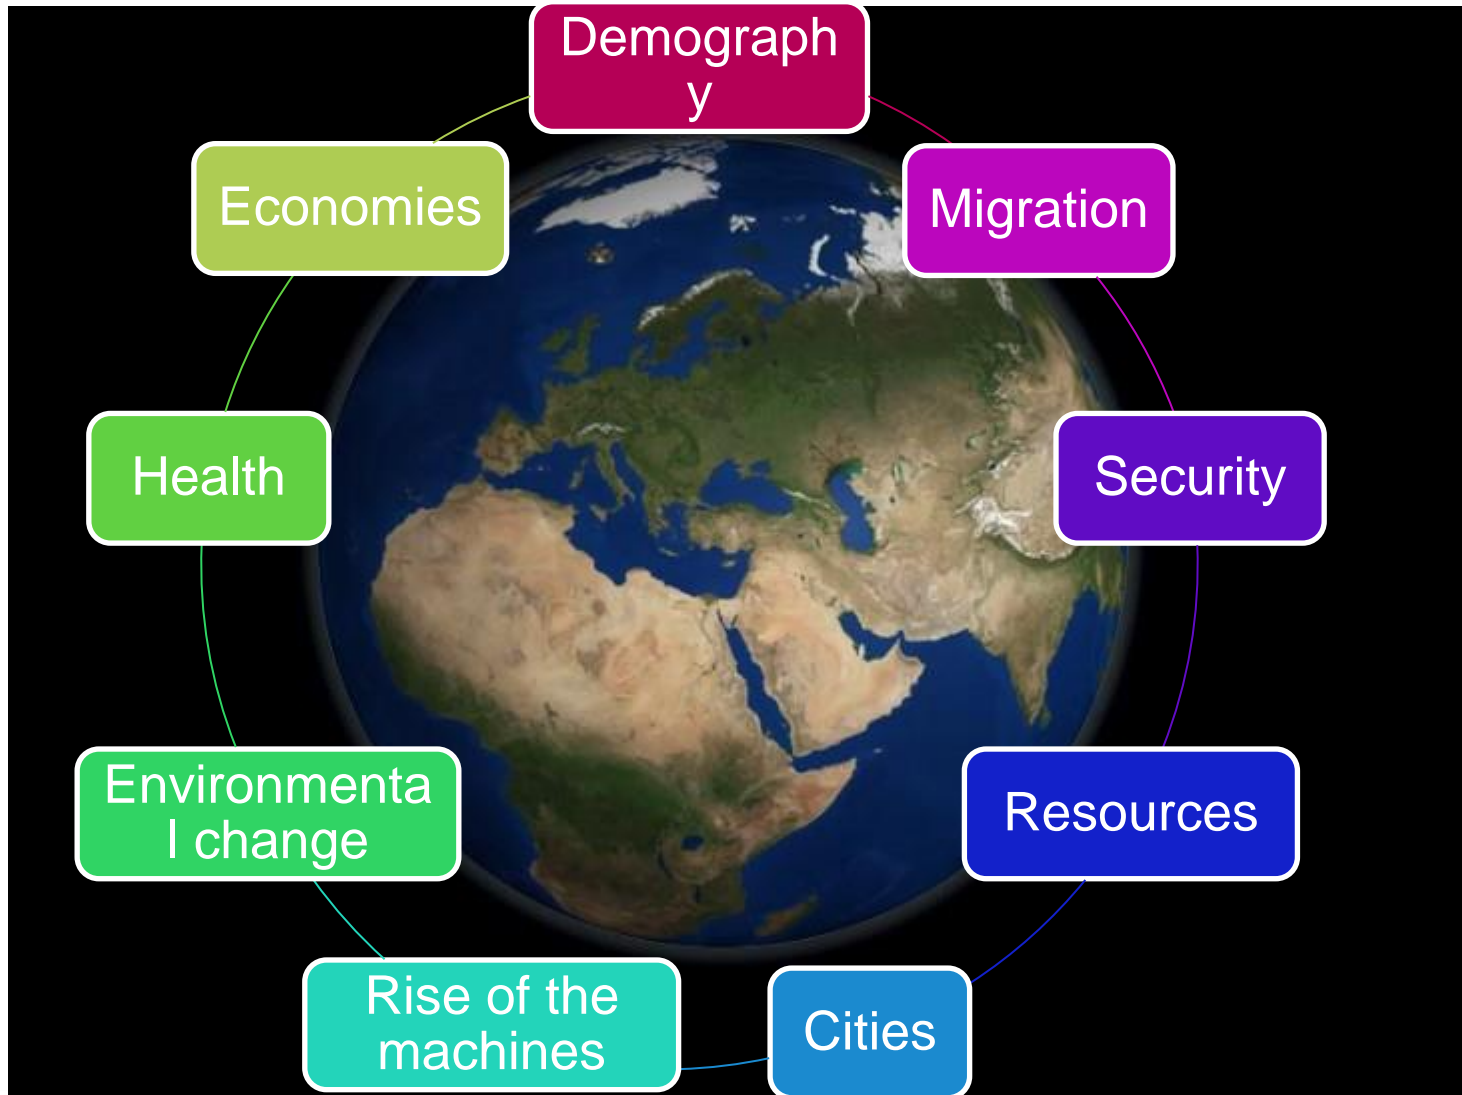 Demograph
y
Economies
Migration
Health
Security
Environmenta
l change
Resources
Rise of the
machines
Cities